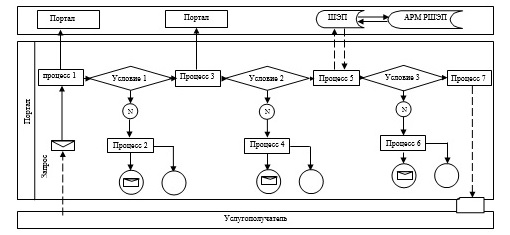 Портал
Портал
ШЭП
АРМ РШЭП
процесс 1
Условие 1
Процесс 3
Условие 2
Процесс 5
Условие 3
Процесс 7
Портал
N
N
N
Процесс 2
Процесс 4
Процесс 6
Запрос
Услугополучатель